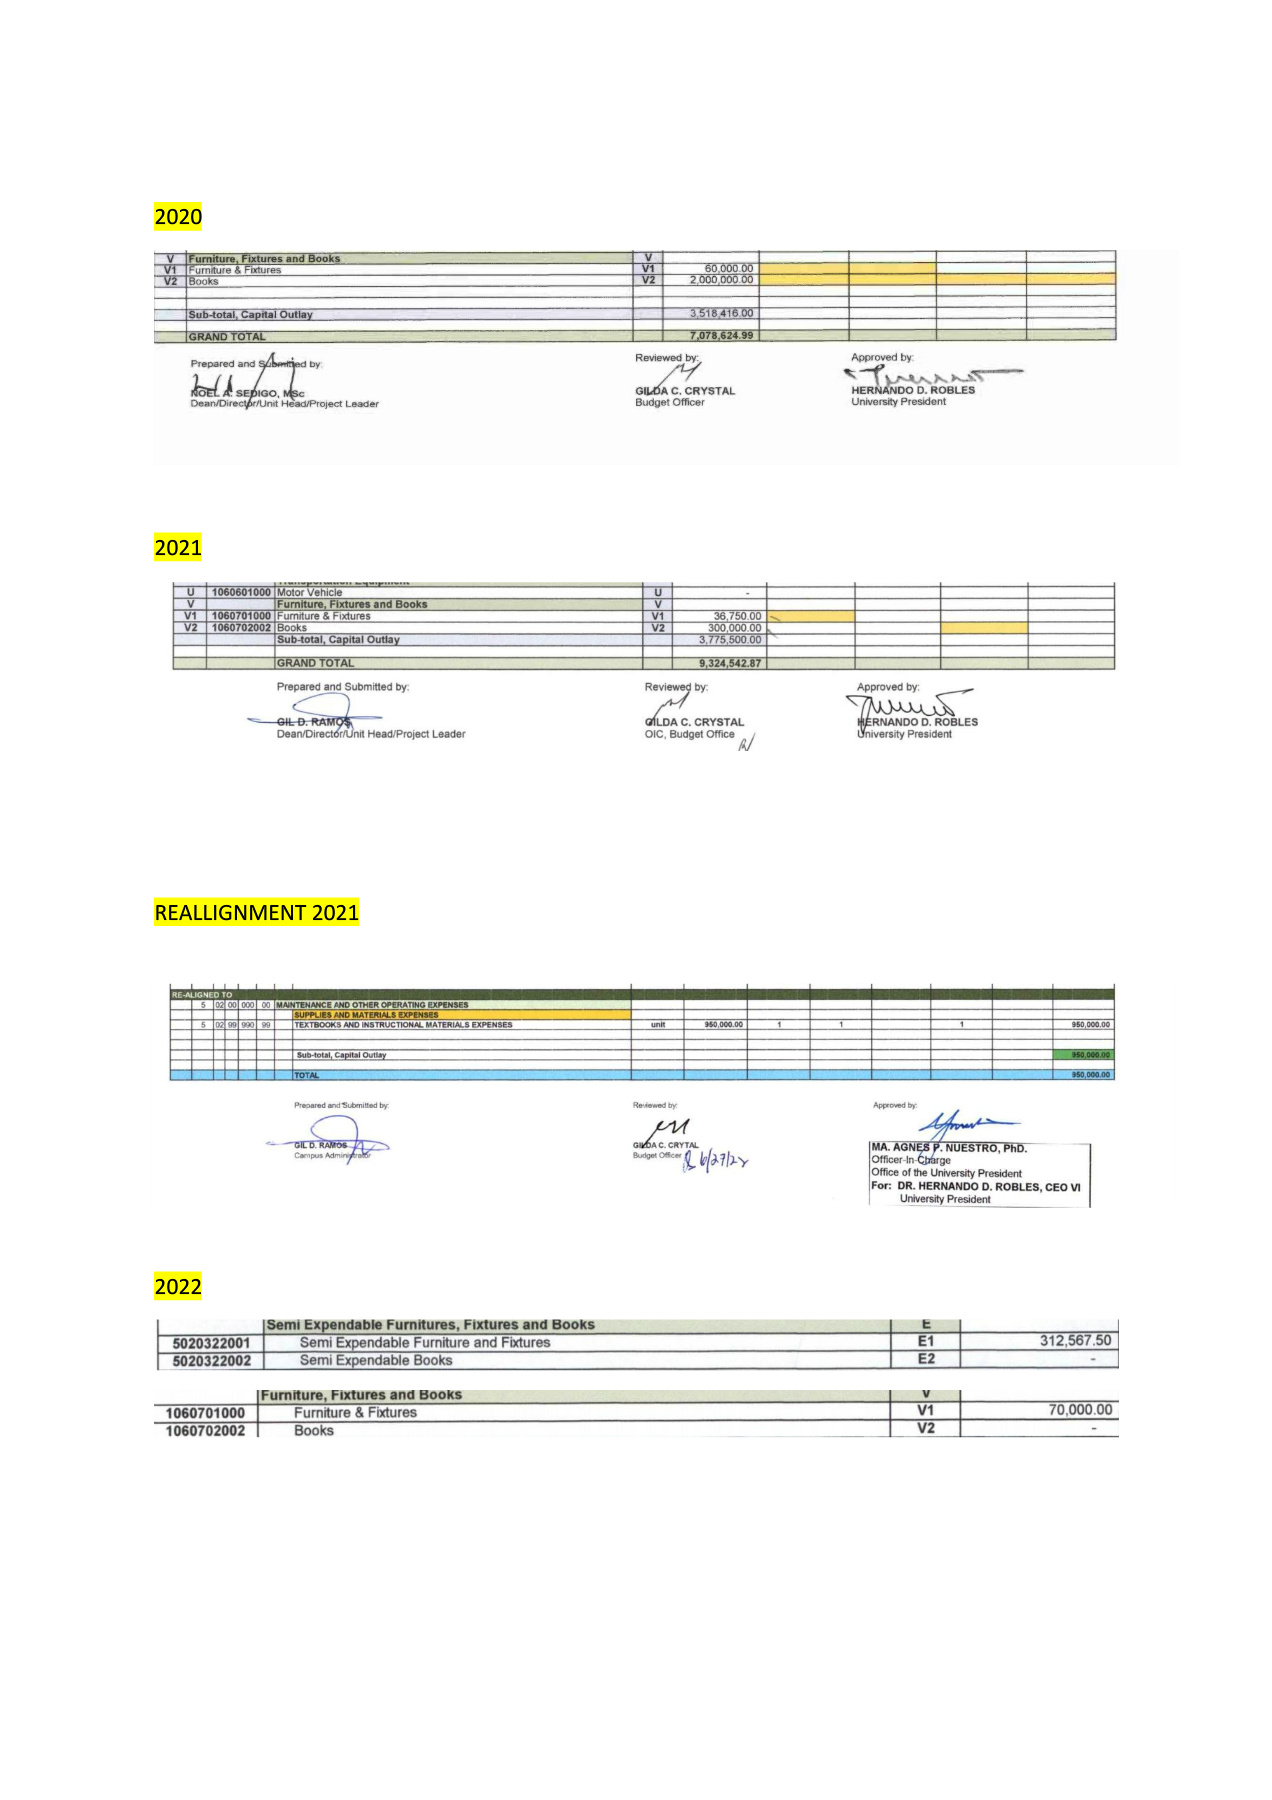 2020
V Furniture, Fixtures and Books V
V1 Furniture & Fixtures V1 60,000.00
V2 Books V2 2,000,000.00
Sub-total, Capital Outlay 3,518,416.00
GRAND TOTAL 7,078,624.99
Prepared and Submitted by: Reviewed by: Approved by:
NOEL A. SEDIGO, MSc GILDA C. CRYSTAL HERNANDO D. ROBLES
Dean/Director/Unit Head/Project Leader Budget Officer University President
2021
Transportation Equipment
U 1060601000 Motor Vehicle U -
V Furniture, Fixtures and Books V
V1 1060701000 Furniture & Fixtures V1 36,750.00
V2 1060702002 Books V2 300,000.00
Sub-total, Capital Outlay 3,775,500.00
GRAND TOTAL 9,324,542.87
Prepared and Submitted by: Reviewed by: Approved by:
GIL D. RAMOS GILDA C. CRYSTAL HERNANDO D. ROBLES
Dean/Director/Unit Head/Project Leader OIC, Budget Office University President
REALLIGNMENT 2021
RE-ALIGNED TO
5 02 00 000 00 MAINTENANCE AND OTHER OPERATING EXPENSES
SUPPLIES AND MATERIALS EXPENSES
5 02 99 990 99 TEXTBOOKS AND INSTRUCTIONAL MATERIALS EXPENSES unit 950,000.00 1 1 1 950,000.00
Sub-total, Capital Outlay 950,000.00
TOTAL 950,000.00
Prepared and Submitted by: Reviewed by: Approved by:
GIL D. RAMOS GILDA C. CRYTAL
Campus Administrator Budget Officer 6/27/22
MA. AGNES P. NUESTRO, PhD.
Officer-In-Charge
Office of the University President
For: DR. HERNANDO D. ROBLES, CEO VI
University President
2022
Semi Expendable Furnitures, Fixtures and Books E
5020322001 Semi Expendable Furniture and Fixtures E1 312,567.50
5020322002 Semi Expendable Books E2 -
Furniture, Fixtures and Books V
1060701000 Furniture & Fixtures V1 70,000.00
1060702002 Books V2 -